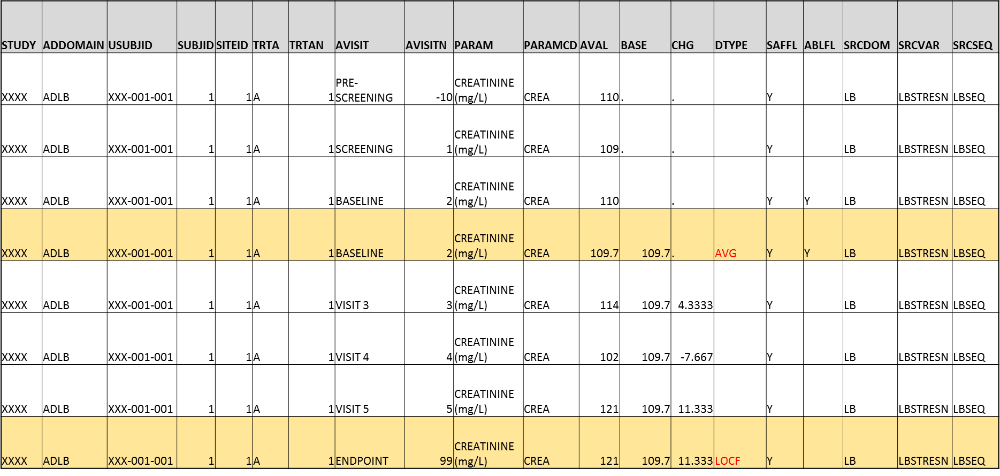 STUDY ADDOMAIN USUBJID SUBJID SITEID TRTA TRTAN AVISIT AVISITN PARAM PARAMCD AVAL BASE CHG DTYPE SAFFL ABLFL SRCDOM SRCVAR SRCSEQ
PRE- CREATININE
XXXX ADLB XXX-001-001 1 1 A 1 SCREENING -10 (mg/L) CREA 110 . . Y LB LBSTRESN LBSEQ
CREATININE
XXXX ADLB XXX-001-001 1 1 A 1 SCREENING 1 (mg/L) CREA 109 . . Y LB LBSTRESN LBSEQ
CREATININE
XXXX ADLB XXX-001-001 1 1 A 1 BASELINE 2 (mg/L) CREA 110 . Y Y LB LBSTRESN LBSEQ
CREATININE
XXXX ADLB XXX-001-001 1 1 A 1 BASELINE 2 (mg/L) CREA 109.7 109.7 . AVG Y Y LB LBSTRESN LBSEQ
CREATININE
XXXX ADLB XXX-001-001 1 1 A 1 VISIT 3 3 (mg/L) CREA 114 109.7 4.3333 Y LB LBSTRESN LBSEQ
CREATININE
XXXX ADLB XXX-001-001 1 1 A 1 VISIT 4 4 (mg/L) CREA 102 109.7 -7.667 Y LB LBSTRESN LBSEQ
CREATININE
XXXX ADLB XXX-001-001 1 1 A 1 VISIT 5 5 (mg/L) CREA 121 109.7 11.333 Y LB LBSTRESN LBSEQ
CREATININE
XXXX ADLB XXX-001-001 1 1 A 1 ENDPOINT 99 (mg/L) CREA 121 109.7 11.333 LOCF Y LB LBSTRESN LBSEQ